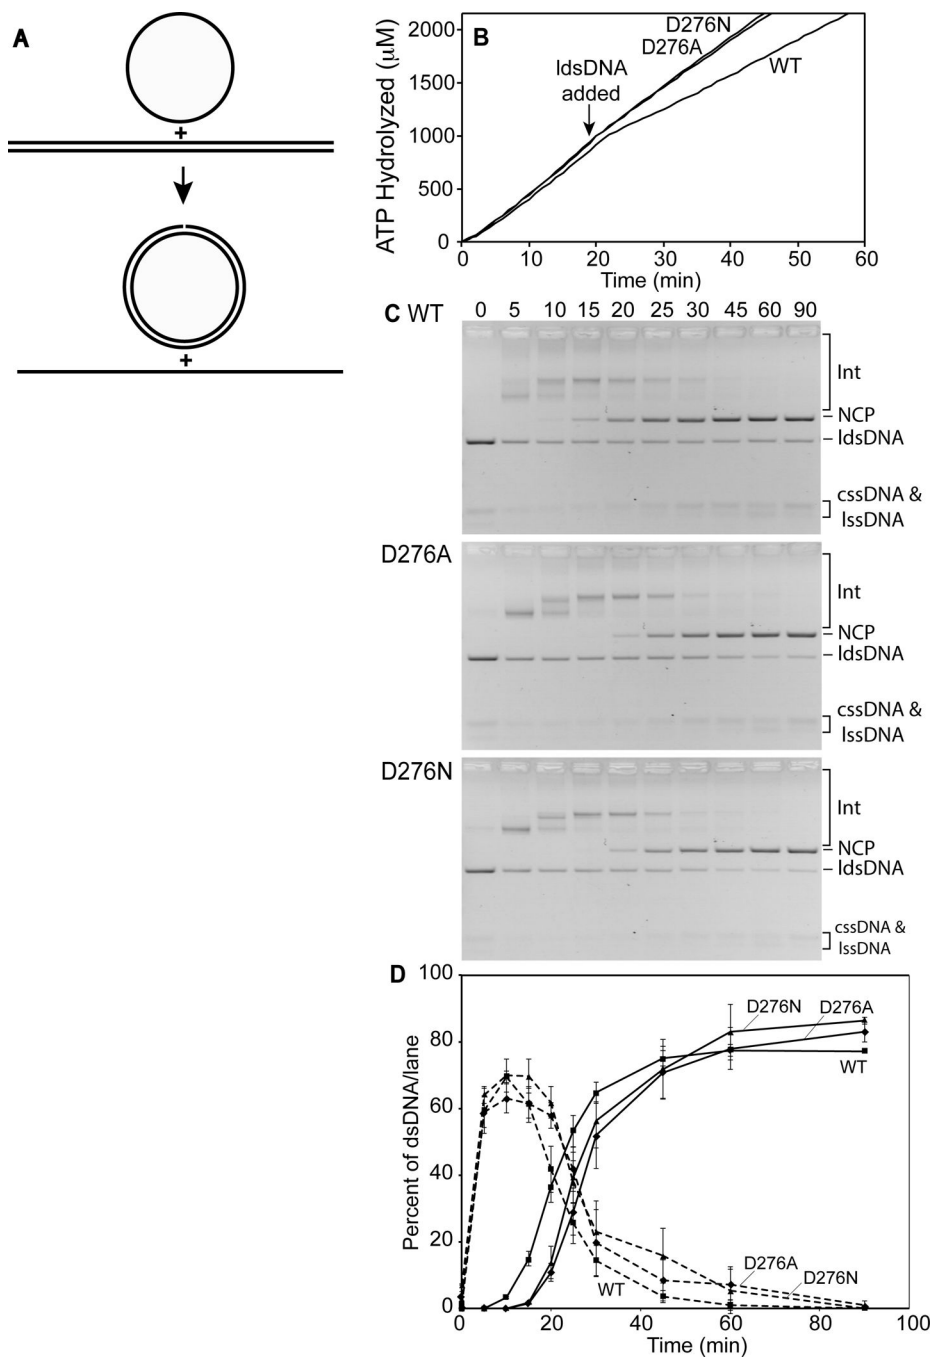 A
+
+
B
ATP Hydrolyzed (μM)
2000
1500
1000
500
0
ldsDNA
added
D276N
D276A
WT
0 10 20 30 40 50 60
Time (min)
C WT 0 5 10 15 20 25 30 45 60 90
Int
NCP
ldsDNA
cssDNA &
lssDNA
D276A
Int
NCP
ldsDNA
cssDNA &
lssDNA
D276N
Int
NCP
ldsDNA
cssDNA &
lssDNA
D
Percent of dsDNA/lane
100
80
60
40
20
0
D276N
D276A
WT
WT
D276A
D276N
0 20 40 60 80 100
Time (min)